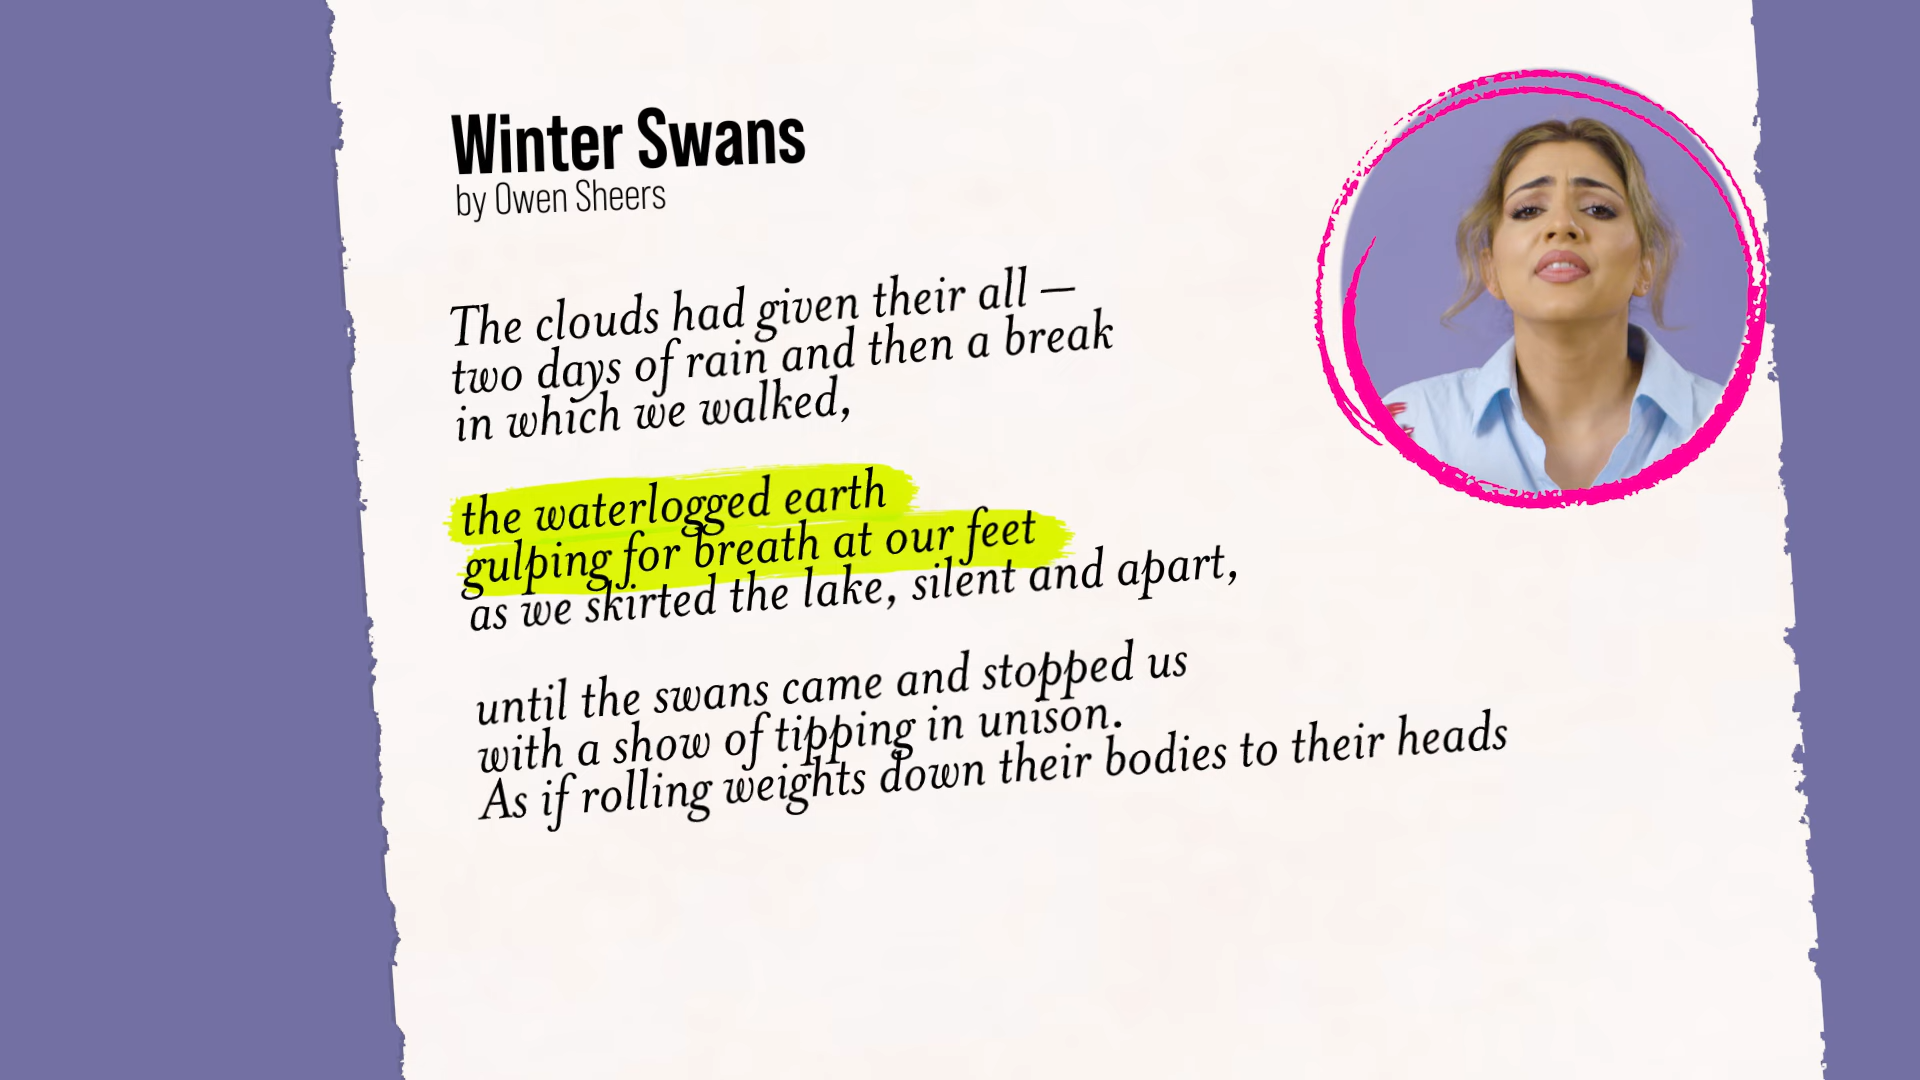 Winter Swans
by Owen Sheers
The clouds had given their all –
two days of rain and then a break
in which we walked,
the waterlogged earth
gulping for breath at our feet
as we skirted the lake, silent and apart,
until the swans came and stopped us
with a show of tipping in unison.
As if rolling weights down their bodies to their heads